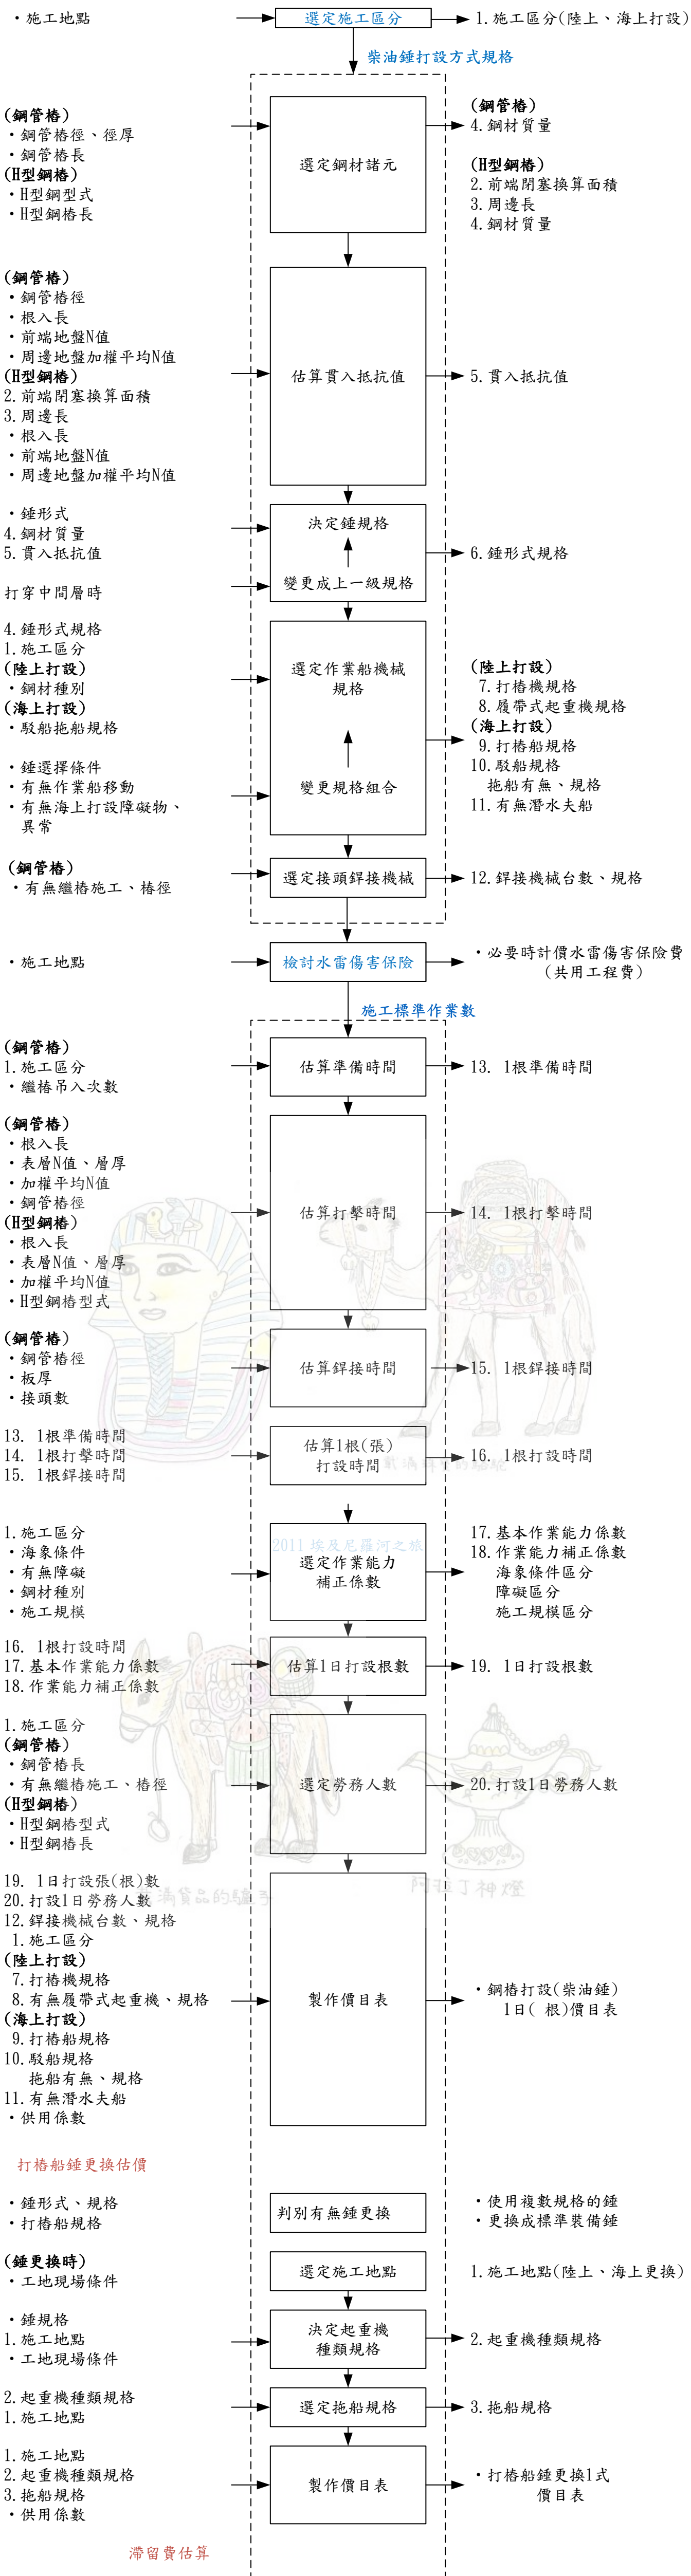 ・施工地點
選定施工區分
1.施工區分(陸上、海上打設)
柴油錘打設方式規格
(鋼管樁)
・鋼管樁徑、徑厚
・鋼管樁長
(H型鋼樁)
・H型鋼型式
・H型鋼樁長
選定鋼材諸元
(鋼管樁)
4.鋼材質量
(H型鋼樁)
2.前端閉塞換算面積
3.周邊長
4.鋼材質量
(鋼管樁)
・鋼管樁徑
・根入長
・前端地盤N值
・周邊地盤加權平均N值
(H型鋼樁)
2.前端閉塞換算面積
3.周邊長
・根入長
・前端地盤N值
・周邊地盤加權平均N值
估算貫入抵抗值
5.貫入抵抗值
・錘形式
4.鋼材質量
5.貫入抵抗值
打穿中間層時
決定錘規格
變更成上一級規格
6.錘形式規格
4.錘形式規格
1.施工區分
(陸上打設)
・鋼材種別
(海上打設)
・駁船拖船規格
・錘選擇條件
・有無作業船移動
・有無海上打設障礙物、
異常
選定作業船機械
規格
變更規格組合
(陸上打設)
7.打樁機規格
8.履帶式起重機規格
(海上打設)
9.打樁船規格
10.駁船規格
拖船有無、規格
11.有無潛水夫船
(鋼管樁)
・有無繼樁施工、樁徑
選定接頭銲接機械
12.銲接機械台數、規格
・施工地點
檢討水雷傷害保險
・必要時計價水雷傷害保險費
(共用工程費)
施工標準作業數
(鋼管樁)
1.施工區分
・繼樁吊入次數
估算準備時間
13. 1根準備時間
(鋼管樁)
・根入長
・表層N值、層厚
・加權平均N值
・鋼管樁徑
(H型鋼樁)
・根入長
・表層N值、層厚
・加權平均N值
・H型鋼樁型式
估算打擊時間
14. 1根打擊時間
(鋼管樁)
・鋼管樁徑
・板厚
・接頭數
估算銲接時間
15. 1根銲接時間
13. 1根準備時間
14. 1根打擊時間
15. 1根銲接時間
估算1根(張)
打設時間
16. 1根打設時間
1.施工區分
・海象條件
・有無障礙
・鋼材種別
・施工規模
2011埃及尼羅河之旅
選定作業能力
補正係數
17.基本作業能力係數
18.作業能力補正係數
海象條件區分
障礙區分
施工規模區分
16. 1根打設時間
17.基本作業能力係數
18.作業能力補正係數
估算1日打設根數
19. 1日打設根數
1.施工區分
(鋼管樁)
・鋼管樁長
・有無繼樁施工、樁徑
(H型鋼樁)
・H型鋼樁型式
・H型鋼樁長
選定勞務人數
20.打設1日勞務人數
滿貨品的驢子
阿拉丁神燈
19. 1日打設張(根)數
20.打設1日勞務人數
12.銲接機械台數、規格
1.施工區分
(陸上打設)
7.打樁機規格
8.有無履帶式起重機、規格
(海上打設)
9.打樁船規格
10.駁船規格
拖船有無、規格
11.有無潛水夫船
・供用係數
製作價目表
・鋼樁打設(柴油錘)
1日( 根)價目表
打樁船錘更換估價
・錘形式、規格
・打樁船規格
判別有無錘更換
・使用複數規格的錘
・更換成標準裝備錘
(錘更換時)
・工地現場條件
選定施工地點
1.施工地點(陸上、海上更換)
・錘規格
1.施工地點
・工地現場條件
決定起重機
種類規格
2.起重機種類規格
2.起重機種類規格
1.施工地點
選定拖船規格
3.拖船規格
1.施工地點
2.起重機種類規格
3.拖船規格
・供用係數
製作價目表
・打樁船錘更換1式
價目表
滯留費估算